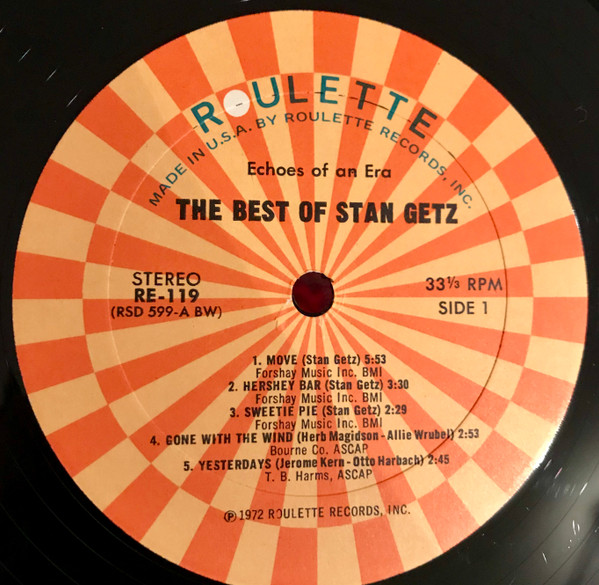 ROULETTE
MADE IN U.S.A. BY ROULETTE RECORDS, INC.
Echoes of an Era
THE BEST OF STAN GETZ
STEREO
RE-119
(RSD 599-A BW)
33⅓ RPM
SIDE 1
1. MOVE (Stan Getz) 5:53
Forshay Music Inc. BMI
2. HERSHEY BAR (Stan Getz) 3:30
Forshay Music Inc. BMI
3. SWEETIE PIE (Stan Getz) 2:29
Forshay Music Inc. BMI
4. GONE WITH THE WIND (Herb Magidson - Allie Wrubel) 2:53
Bourne Co. ASCAP
5. YESTERDAYS (Jerome Kern - Otto Harbach) 2:45
T. B. Harms, ASCAP
℗ 1972 ROULETTE RECORDS, INC.